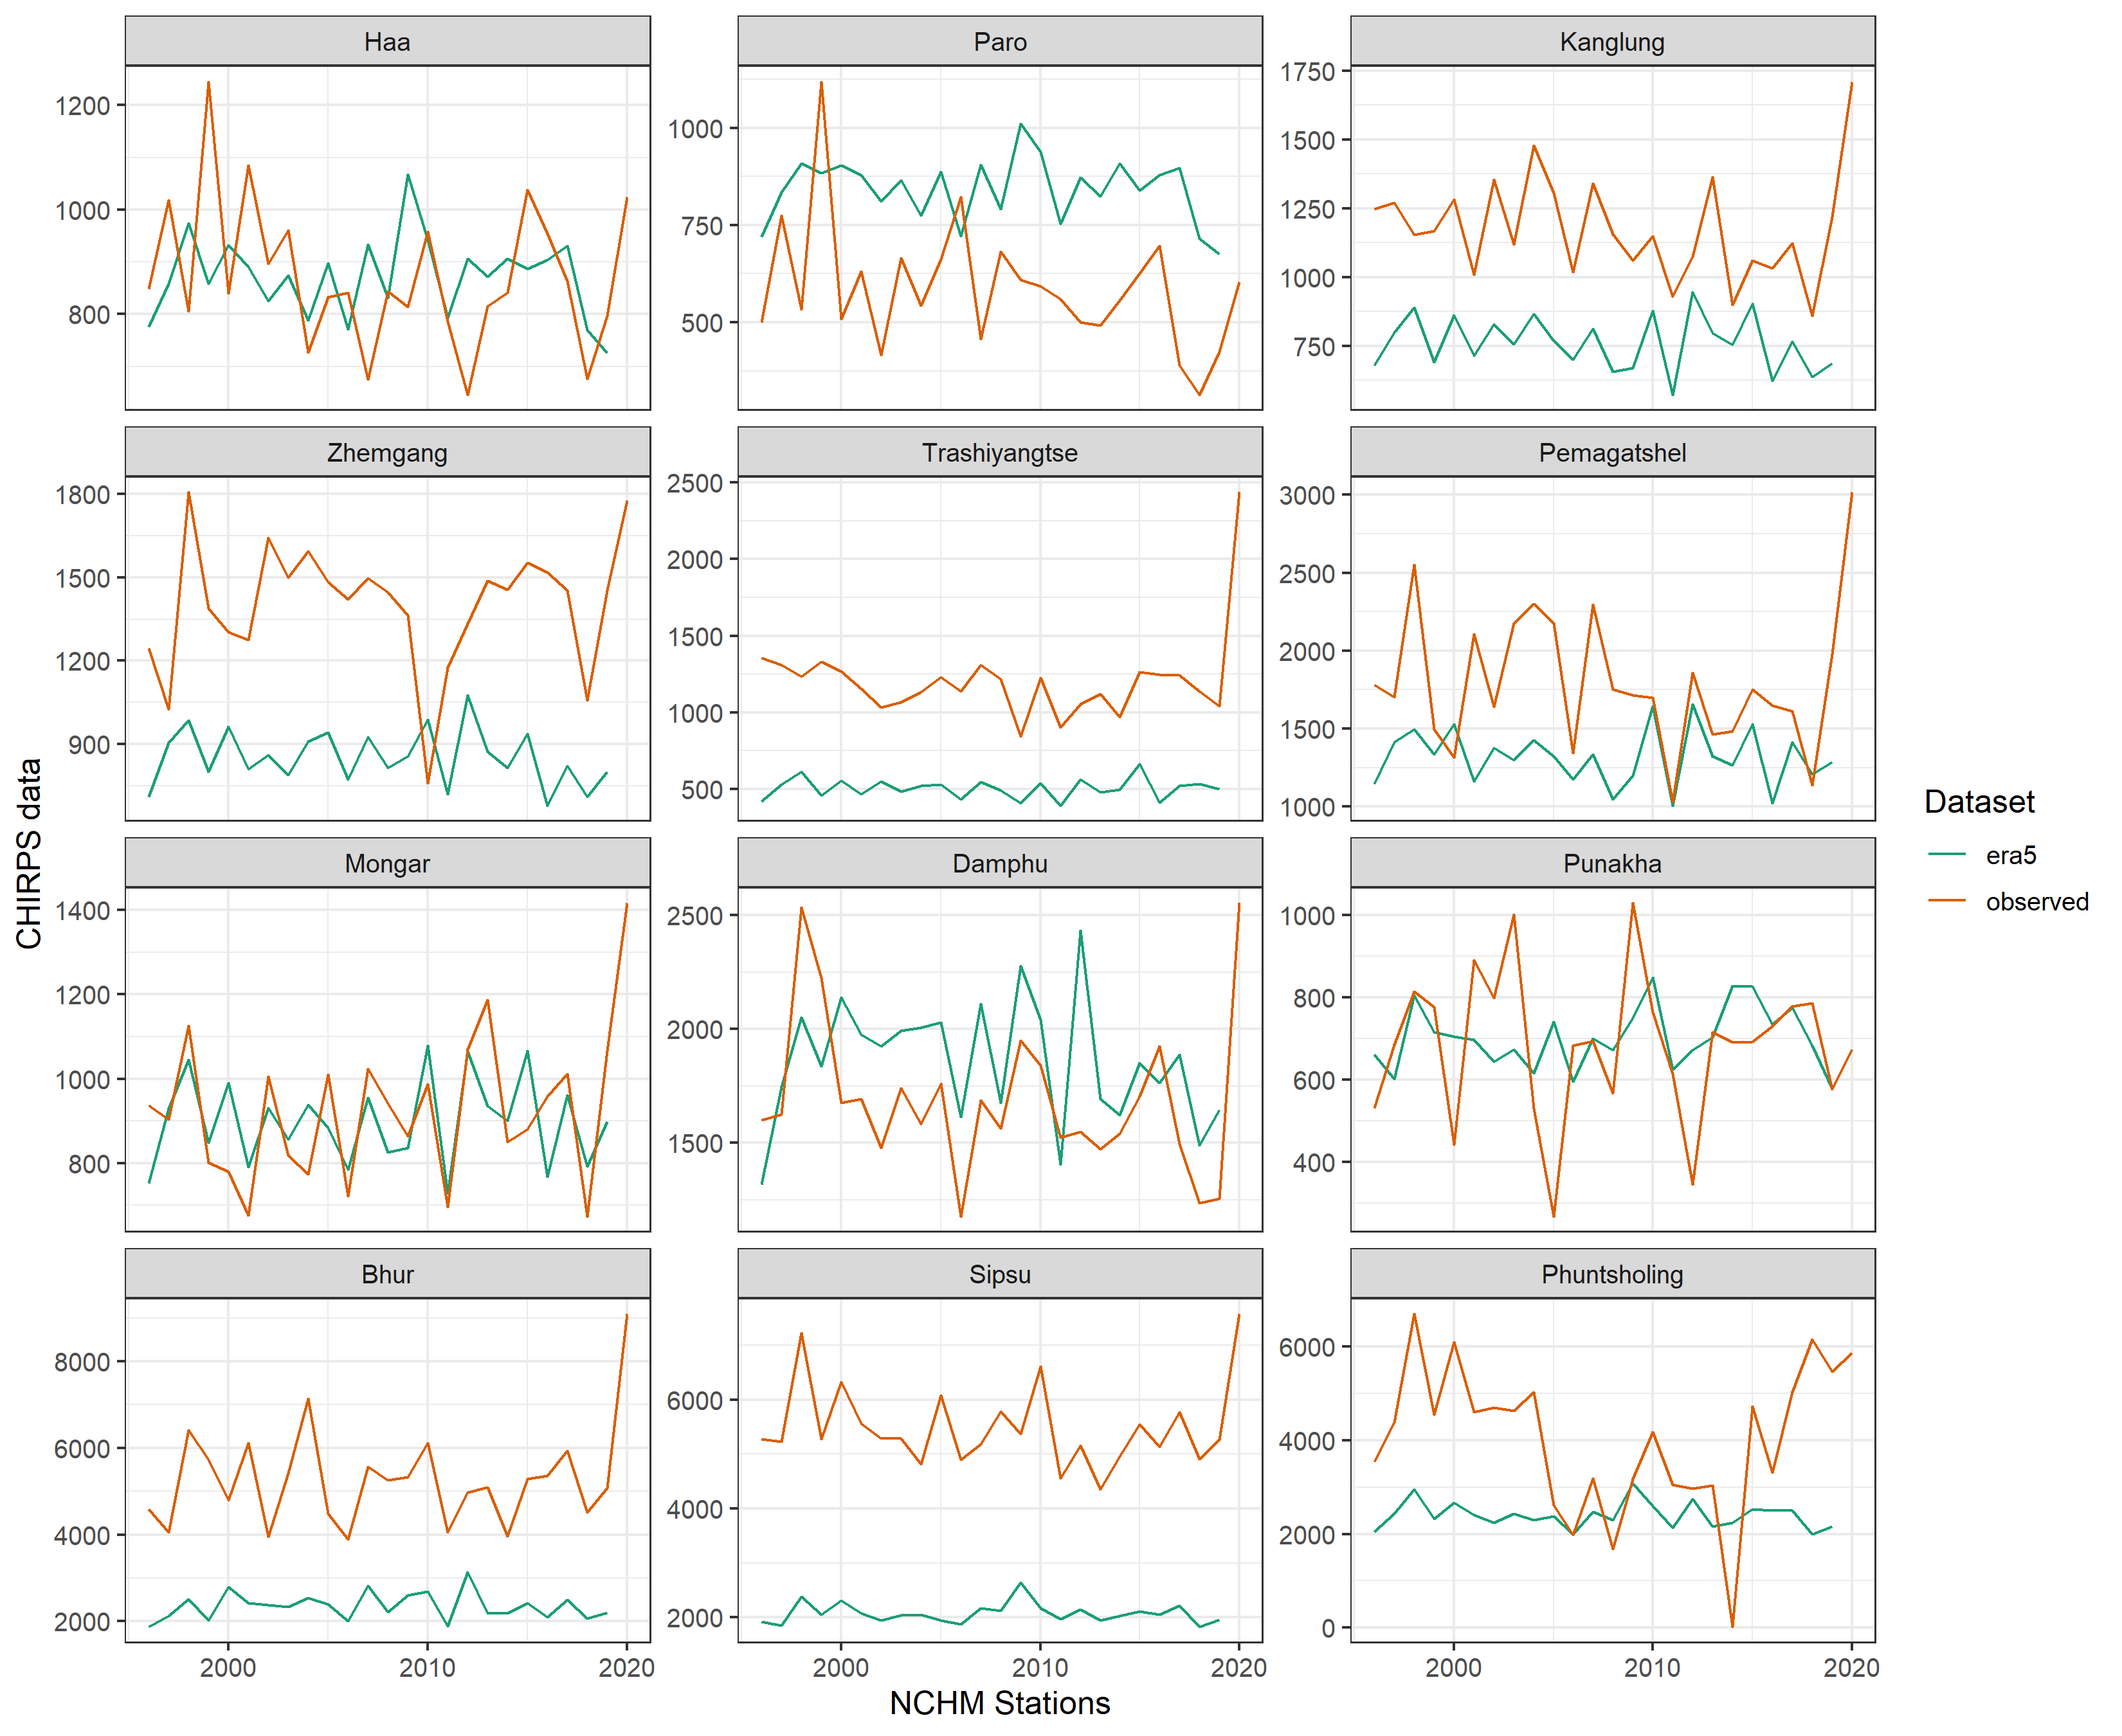 Haa
Paro
Kanglung
1200
1000
800
1000
750
500
1750
1500
1250
1000
750
Zhemgang
Trashiyangtse
Pemagatshel
1800
1500
1200
900
2500
2000
1500
1000
500
3000
2500
2000
1500
1000
Mongar
Damphu
Punakha
1400
1200
1000
800
2500
2000
1500
1000
800
600
400
Bhur
Sipsu
Phuntsholing
8000
6000
4000
2000
6000
4000
2000
6000
4000
2000
0
2000 2010 2020
2000 2010 2020
2000 2010 2020
NCHM Stations
CHIRPS data
Dataset
era5
observed